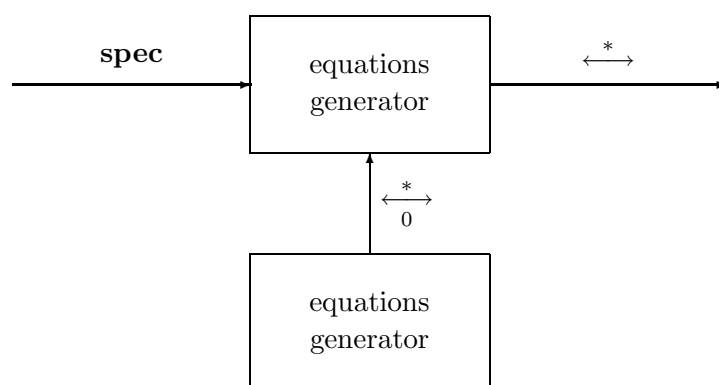 spec
equations
generator
*
⟷
*
⟷
0
equations
generator